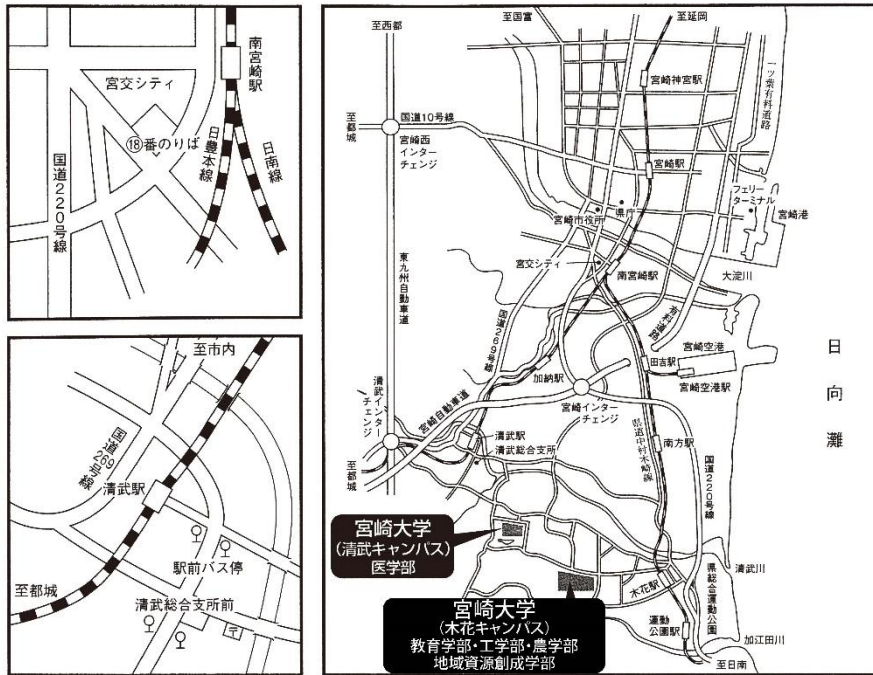 南宮崎駅
宮交シティ
⑱番のりば
日豊本線
日南線
国道220号線
至市内
国道269号線
清武駅
駅前バス停
至都城
清武総合支所前
至西都
至国富
至延岡
一ツ葉有料道路
宮崎神宮駅
国道10号線
至都城
宮崎西
インター
チェンジ
宮崎駅
フェリー
ターミナル
宮崎港
県庁
宮崎市役所
宮交シティ
南宮崎駅
大淀川
東九州自動車道
国道269号線
有料道路
田吉駅
宮崎空港
宮崎空港駅
日向灘
加納駅
宮崎自動車道
宮崎インター
チェンジ
清武インター
チェンジ
清武駅
清武総合支所
至都城
県道中村木崎線
南方駅
国道220号線
宮崎大学
(清武キャンパス)
医学部
清武川
木花駅
県総合運動公園
宮崎大学
(木花キャンパス)
教育学部・工学部・農学部
地域資源創成学部
運動
公園駅
加江田川
至日南